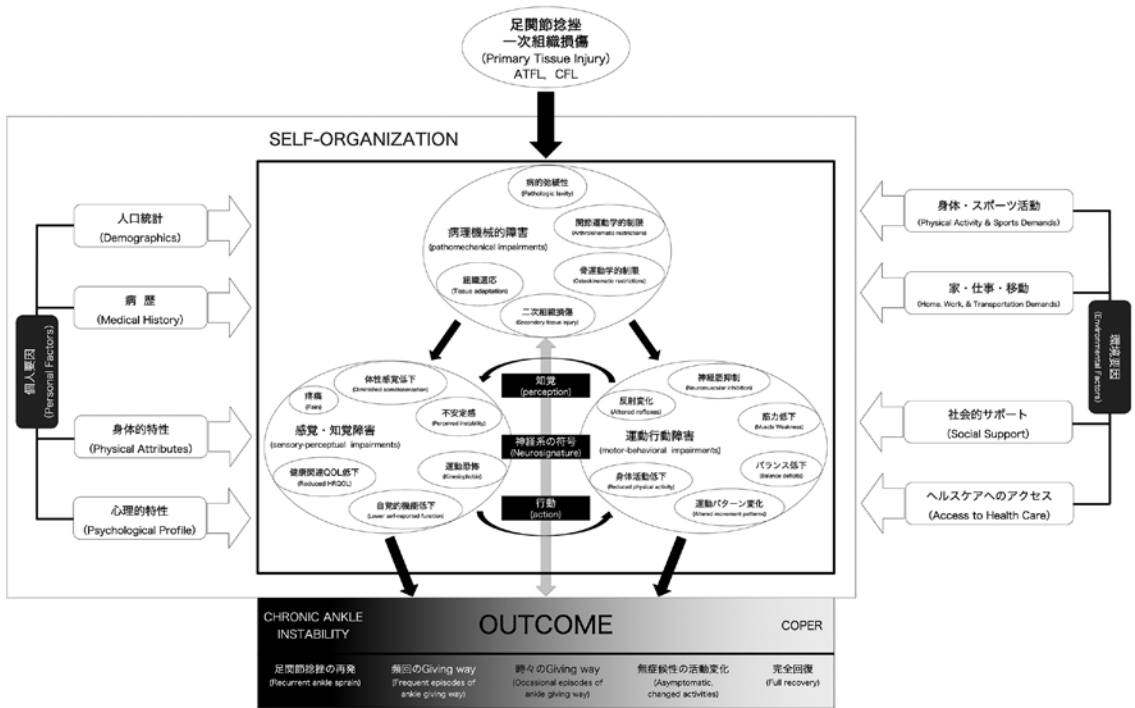 足関節捻挫
一次組織損傷
(Primary Tissue Injury)
ATFL, CFL
SELF-ORGANIZATION
病的弛緩性
(Pathologic laxity)
関節運動学的制限
(Arthrokinematic restrictions)
病理機械的障害
(pathomechanical impairments)
骨運動学的制限
(Osteokinematic restrictions)
組織適応
(Tissue adaptation)
二次組織損傷
(Secondary tissue injury)
個人要因
(Personal Factors)
人口統計
(Demographics)
病 歴
(Medical History)
身体的特性
(Physical Attributes)
心理的特性
(Psychological Profile)
体性感覚低下
(Diminished somatosensation)
疼痛
(Pain)
不安定感
(Perceived instability)
感覚・知覚障害
(sensory-perceptual impairments)
健康関連QOL低下
(Reduced HRQOL)
運動恐怖
(Kinesiophobia)
自覚的機能低下
(Lower self-reported function)
知覚
(perception)
神経系の符号
(Neurosignature)
行動
(action)
神経筋抑制
(Neuromuscular inhibition)
反射変化
(Altered reflexes)
筋力低下
(Muscle Weakness)
運動行動障害
(motor-behavioral impairments)
身体活動低下
(Reduced physical activity)
バランス低下
(Balance deficits)
運動パターン変化
(Altered movement patterns)
身体・スポーツ活動
(Physical Activity & Sports Demands)
家・仕事・移動
(Home, Work, & Transportation Demands)
社会的サポート
(Social Support)
ヘルスケアへのアクセス
(Access to Health Care)
環境要因
(Environmental Factors)
CHRONIC ANKLE
INSTABILITY
OUTCOME
COPER
足関節捻挫の再発
(Recurrent ankle sprain)
頻回のGiving way
(Frequent episodes of
ankle giving way)
時々のGiving way
(Occasional episodes of
ankle giving way)
無症候性の活動変化
(Asymptomatic,
changed activities)
完全回復
(Full recovery)